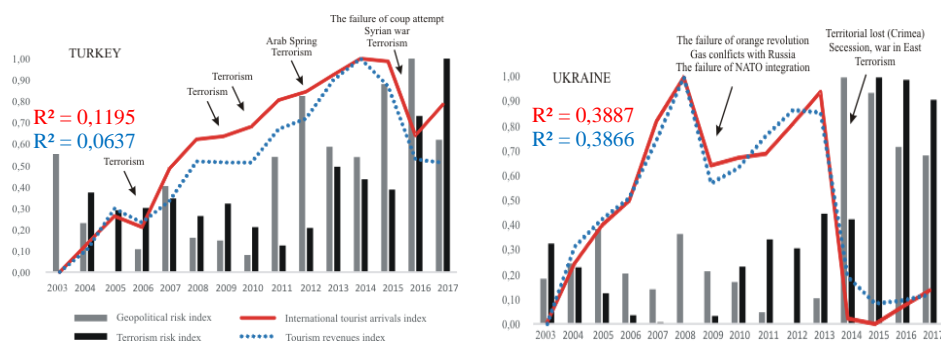 TURKEY
The failure of coup attempt
Syrian war
Terrorism
Arab Spring
Terrorism
Terrorism
Terrorism
Terrorism
R² = 0,1195
R² = 0,0637
1,00
0,90
0,80
0,70
0,60
0,50
0,40
0,30
0,20
0,10
0,00
2003 2004 2005 2006 2007 2008 2009 2010 2011 2012 2013 2014 2015 2016 2017
Geopolitical risk index
International tourist arrivals index
Terrorism risk index
Tourism revenues index
UKRAINE
The failure of orange revolution
Gas conflicts with Russia
The failure of NATO integration
Territorial lost (Crimea)
Secession, war in East
Terrorism
R² = 0,3887
R² = 0,3866
1,00
0,90
0,80
0,70
0,60
0,50
0,40
0,30
0,20
0,10
0,00
2003 2004 2005 2006 2007 2008 2009 2010 2011 2012 2013 2014 2015 2016 2017